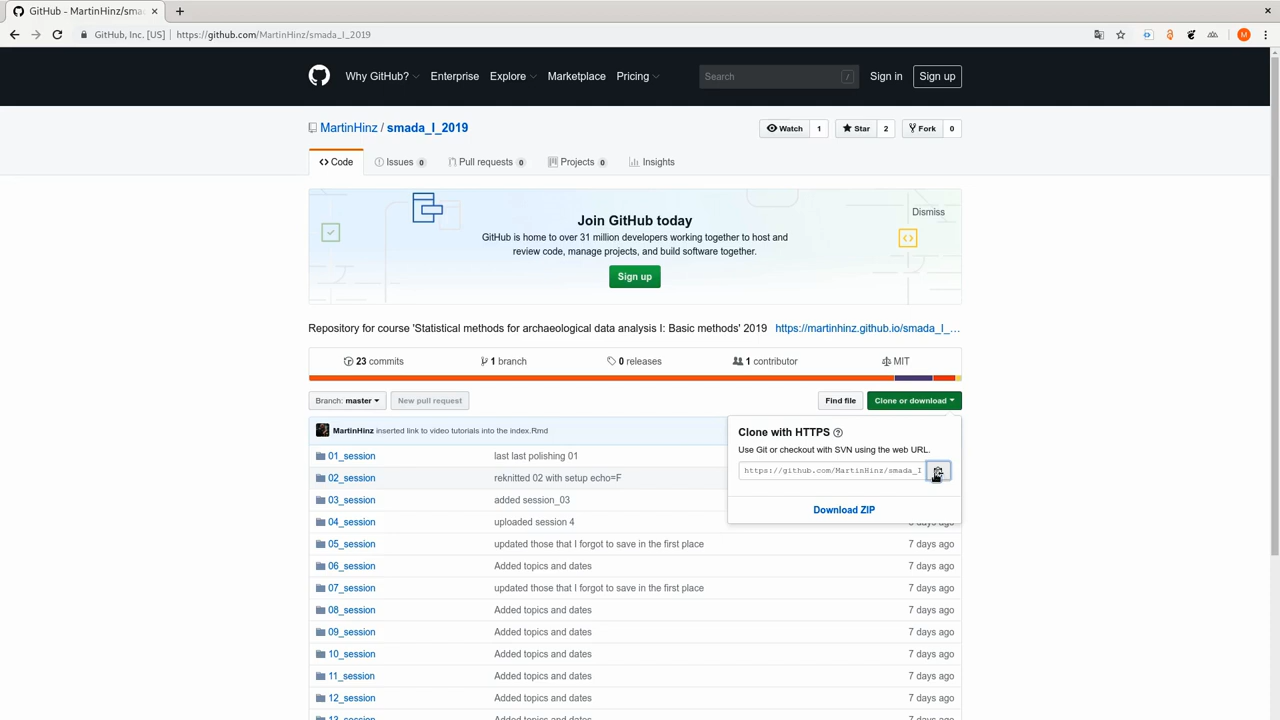 GitHub - MartinHinz/sma
GitHub, Inc. [US] https://github.com/MartinHinz/smada_I_2019
M
Why GitHub? Enterprise Explore Marketplace Pricing Search / Sign in Sign up
MartinHinz / smada_I_2019 Watch 1 Star 2 Fork 0
Code Issues 0 Pull requests 0 Projects 0 Insights
Dismiss
Join GitHub today
GitHub is home to over 31 million developers working together to host and
review code, manage projects, and build software together.
Sign up
Repository for course 'Statistical methods for archaeological data analysis I: Basic methods' 2019 https://martinhinz.github.io/smada_I_…
23 commits 1 branch 0 releases 1 contributor MIT
Branch: master New pull request Find file Clone or download
MartinHinz inserted link to video tutorials into the index.Rmd
Clone with HTTPS
Use Git or checkout with SVN using the web URL.
https://github.com/MartinHinz/smada_I
Download ZIP
01_session last last polishing 01
02_session reknitted 02 with setup echo=F
03_session added session_03
04_session uploaded session 4 days ago
05_session updated those that I forgot to save in the first place 7 days ago
06_session Added topics and dates 7 days ago
07_session updated those that I forgot to save in the first place 7 days ago
08_session Added topics and dates 7 days ago
09_session Added topics and dates 7 days ago
10_session Added topics and dates 7 days ago
11_session Added topics and dates 7 days ago
12_session Added topics and dates 7 days ago
13_session Added topics and dates 7 days ago